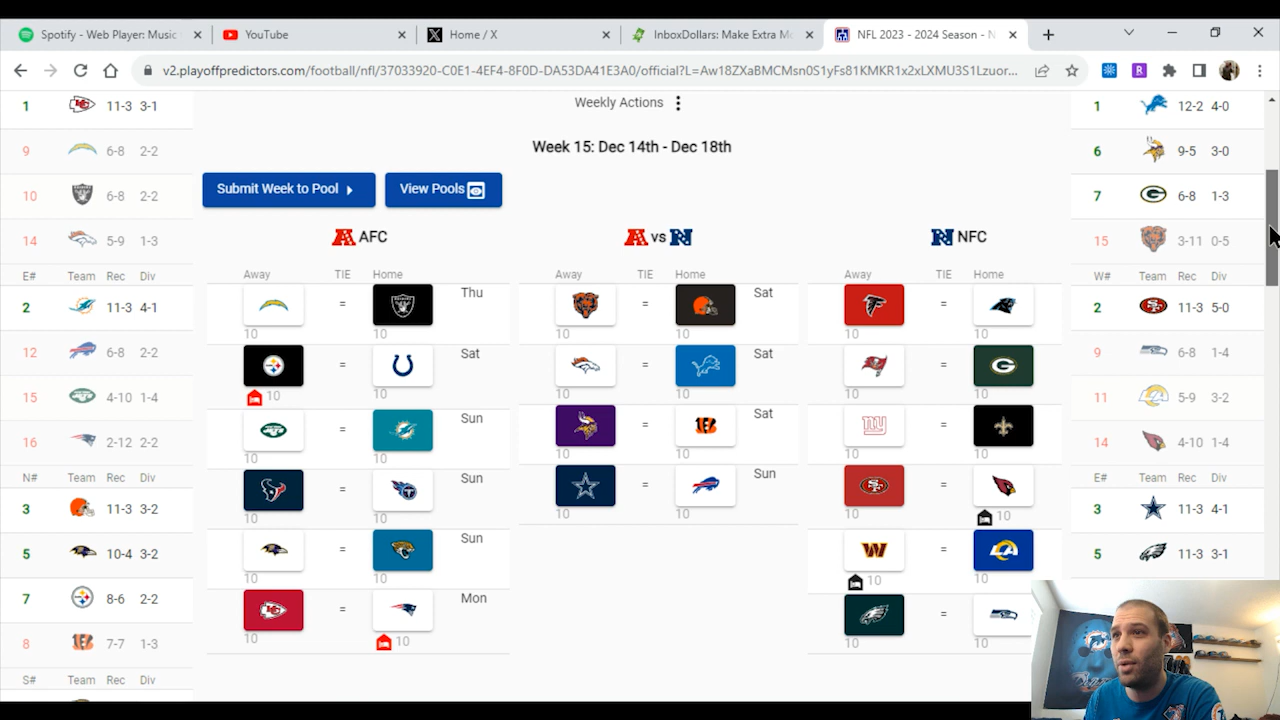 Spotify - Web Player: Music
YouTube
Home / X
InboxDollars: Make Extra Mo
NFL 2023 - 2024 Season - N
v2.playoffpredictors.com/football/nfl/37033920-C0E1-4EF4-8F0D-DA53DA41E3A0/official?L=Aw18ZXaBMCMsn0S1yFs81KMKR1x2xLXMU3S1Lzuor...
Weekly Actions
Week 15: Dec 14th - Dec 18th
Submit Week to Pool
View Pools
AFC
vs
NFC
Away TIE Home
Away TIE Home
Away TIE Home
= Thu
10 10
= Sat
10 10
= Sun
10 10
= Sun
10 10
= Sun
10 10
= Mon
10 10
= Sat
10 10
= Sat
10 10
= Sat
10 10
= Sun
10 10
=
10 10
=
10 10
=
10 10
=
10 10
=
10 10
=
10 10
1 11-3 3-1
9 6-8 2-2
10 6-8 2-2
14 5-9 1-3
E# Team Rec Div
2 11-3 4-1
12 6-8 2-2
15 4-10 1-4
16 2-12 2-2
N# Team Rec Div
3 11-3 3-2
5 10-4 3-2
7 8-6 2-2
8 7-7 1-3
S# Team Rec Div
1 12-2 4-0
6 9-5 3-0
7 6-8 1-3
15 3-11 0-5
W# Team Rec Div
2 11-3 5-0
9 6-8 1-4
11 5-9 3-2
14 4-10 1-4
E# Team Rec Div
3 11-3 4-1
5 11-3 3-1